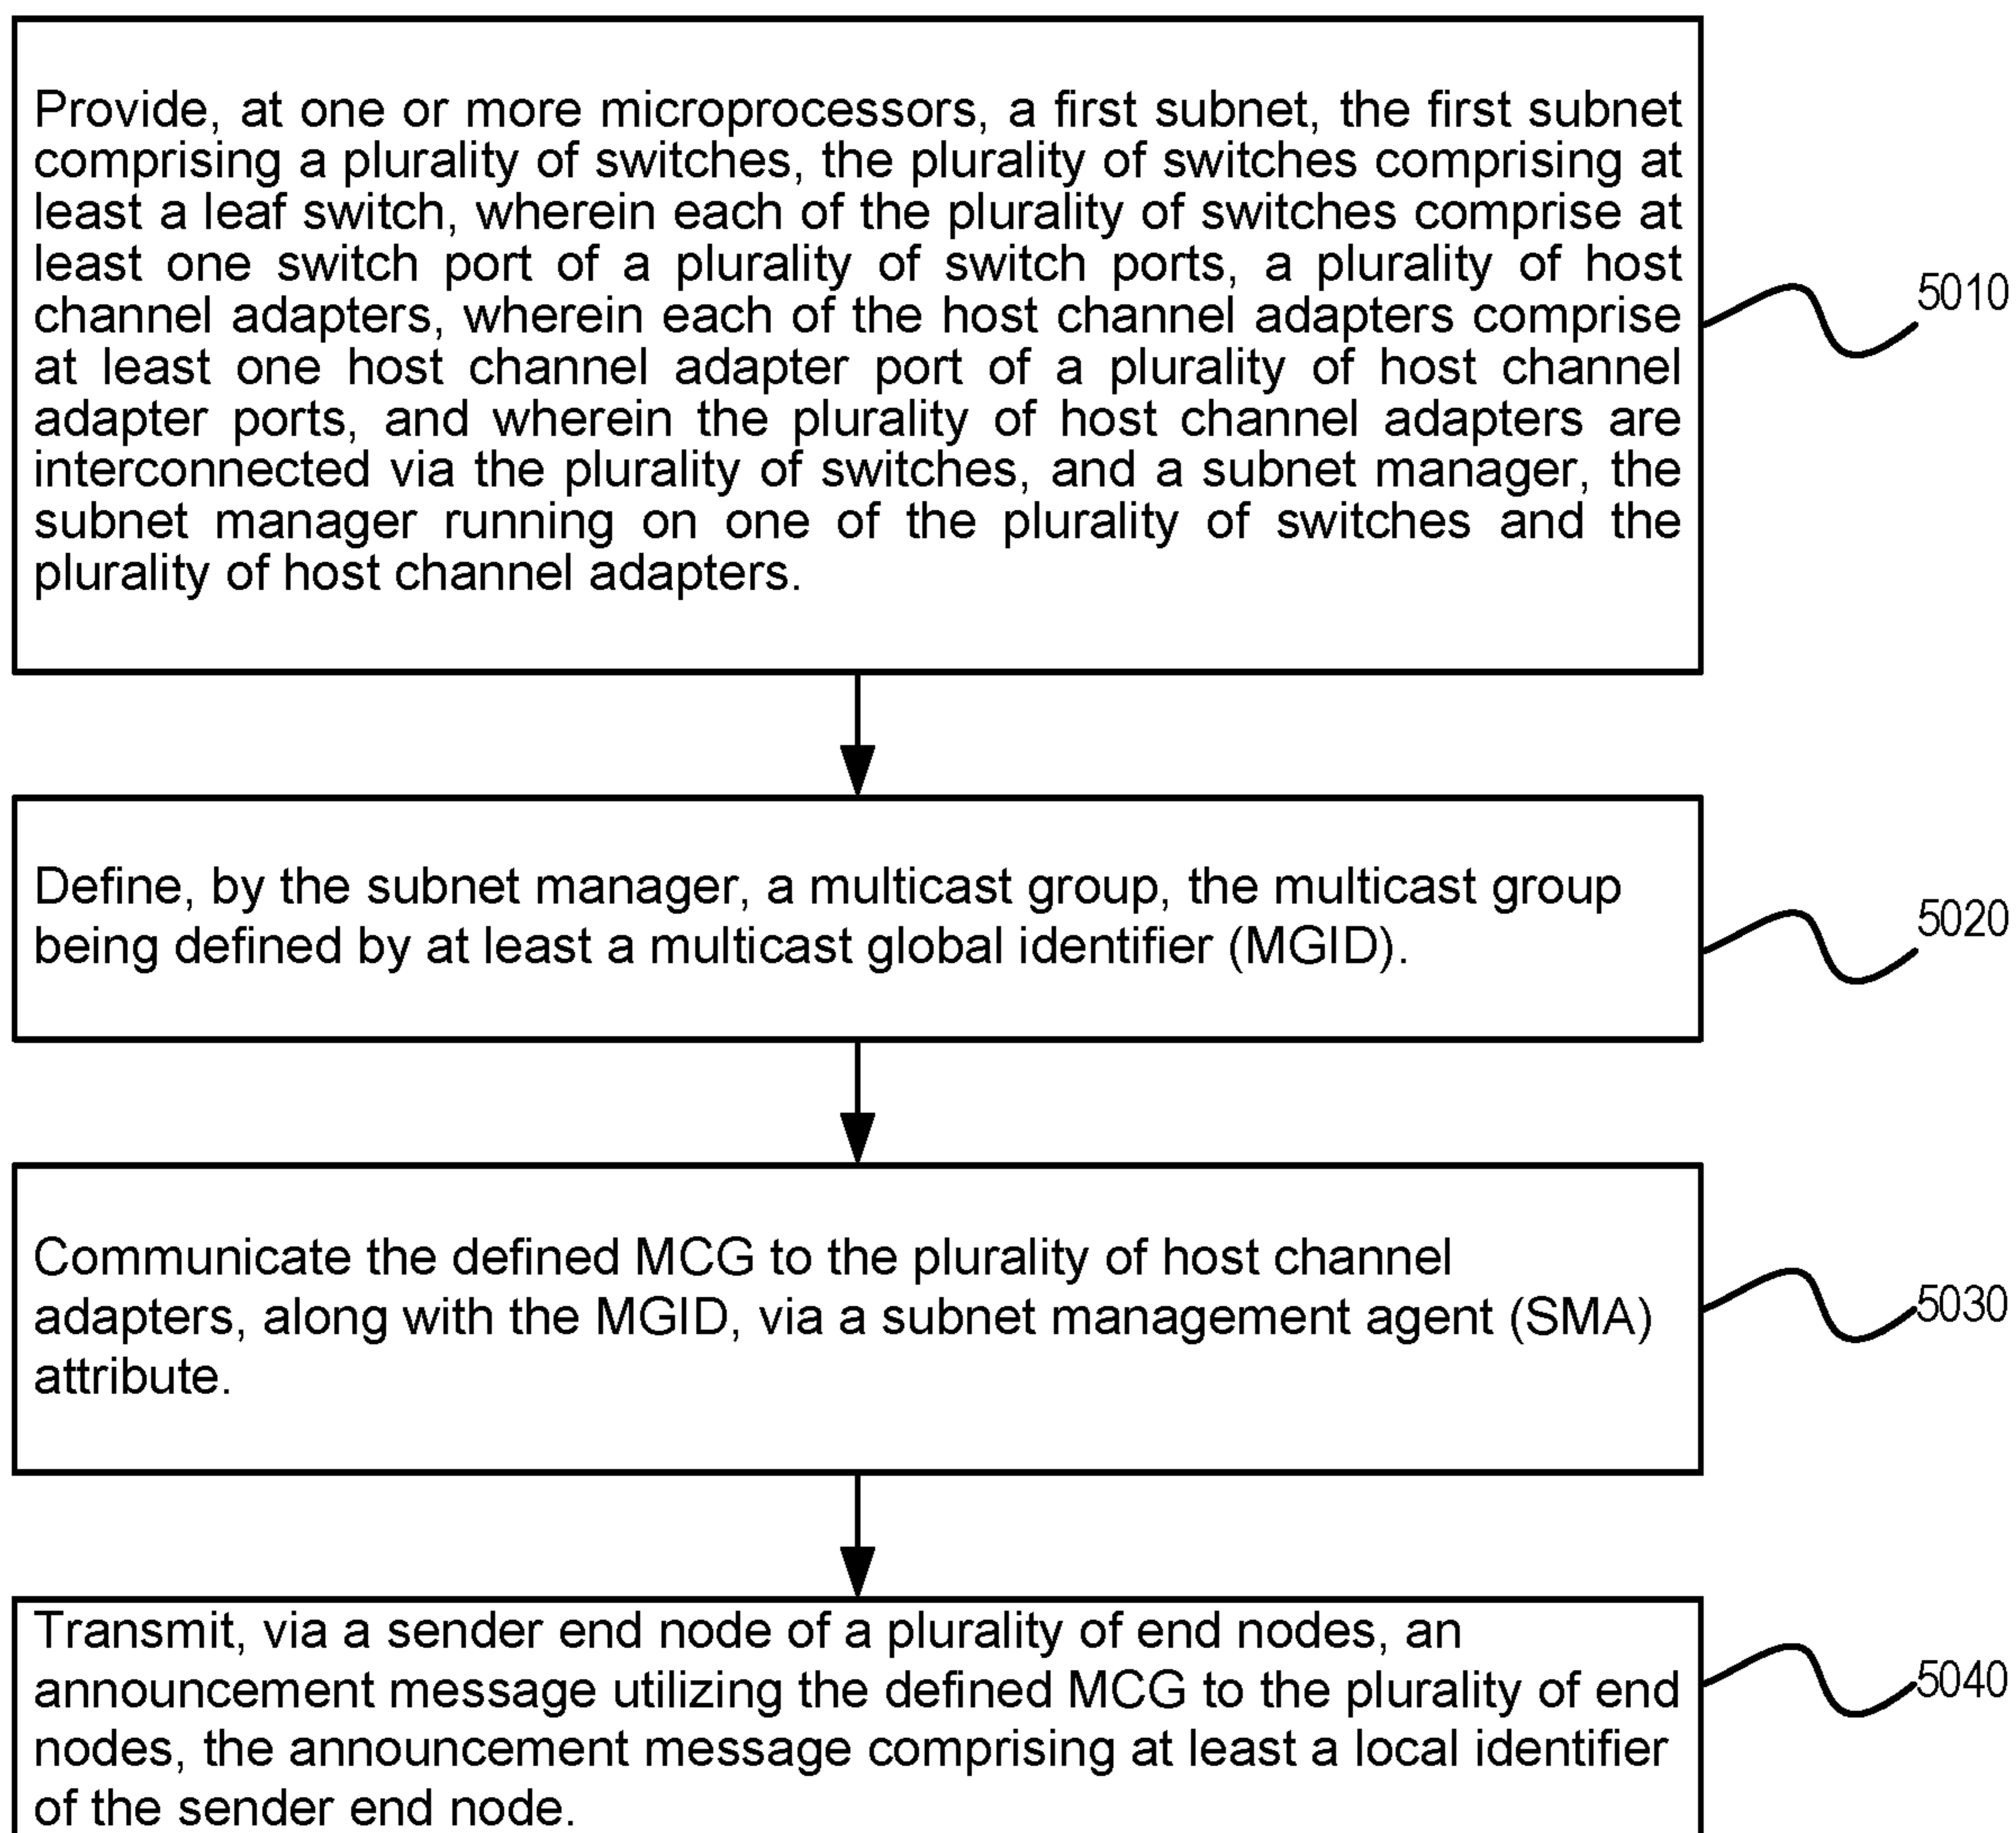 Provide, at one or more microprocessors, a first subnet, the first subnet
comprising a plurality of switches, the plurality of switches comprising at
least a leaf switch, wherein each of the plurality of switches comprise at
least one switch port of a plurality of switch ports, a plurality of host
channel adapters, wherein each of the host channel adapters comprise
at least one host channel adapter port of a plurality of host channel
adapter ports, and wherein the plurality of host channel adapters are
interconnected via the plurality of switches, and a subnet manager, the
subnet manager running on one of the plurality of switches and the
plurality of host channel adapters.
5010
Define, by the subnet manager, a multicast group, the multicast group
being defined by at least a multicast global identifier (MGID).
5020
Communicate the defined MCG to the plurality of host channel
adapters, along with the MGID, via a subnet management agent (SMA)
attribute.
5030
Transmit, via a sender end node of a plurality of end nodes, an
announcement message utilizing the defined MCG to the plurality of end
nodes, the announcement message comprising at least a local identifier
of the sender end node.
5040